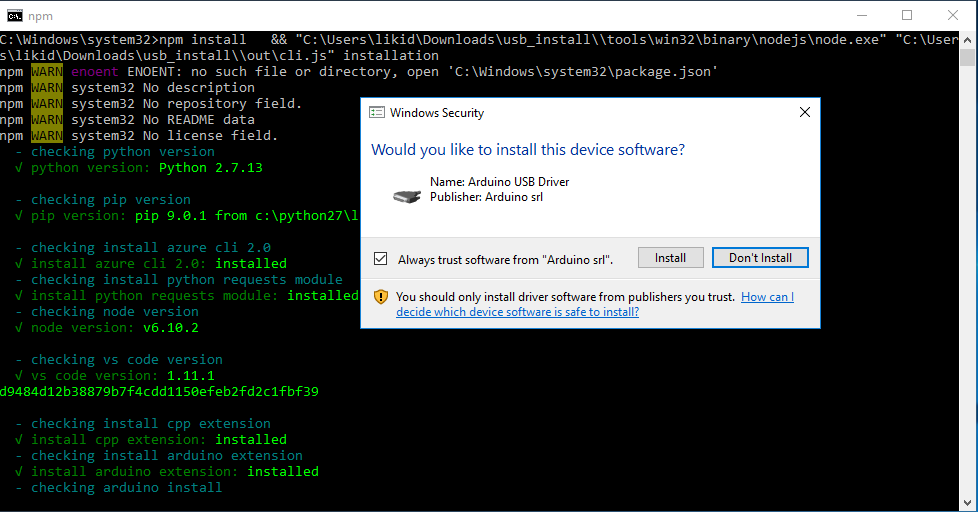 npm
C:\Windows\system32>npm install   && "C:\Users\likid\Downloads\usb_install\\tools\win32\binary\nodejs\node.exe" "C:\User
s\likid\Downloads\usb_install\\out\cli.js" installation
npm WARN enoent ENOENT: no such file or directory, open 'C:\Windows\system32\package.json'
npm WARN system32 No description
npm WARN system32 No repository field.
npm WARN system32 No README data
npm WARN system32 No license field.
- checking python version
√ python version: Python 2.7.13
- checking pip version
√ pip version: pip 9.0.1 from c:\python27\l
- checking install azure cli 2.0
√ install azure cli 2.0: installed
- checking install python requests module
√ install python requests module: installed
- checking node version
√ node version: v6.10.2
- checking vs code version
√ vs code version: 1.11.1
d9484d12b38879b7f4cdd1150efeb2fd2c1fbf39
- checking install cpp extension
√ install cpp extension: installed
- checking install arduino extension
√ install arduino extension: installed
- checking arduino install
Windows Security
Would you like to install this device software?
Name: Arduino USB Driver
Publisher: Arduino srl
Always trust software from "Arduino srl".
Install
Don't Install
You should only install driver software from publishers you trust. How can I
decide which device software is safe to install?